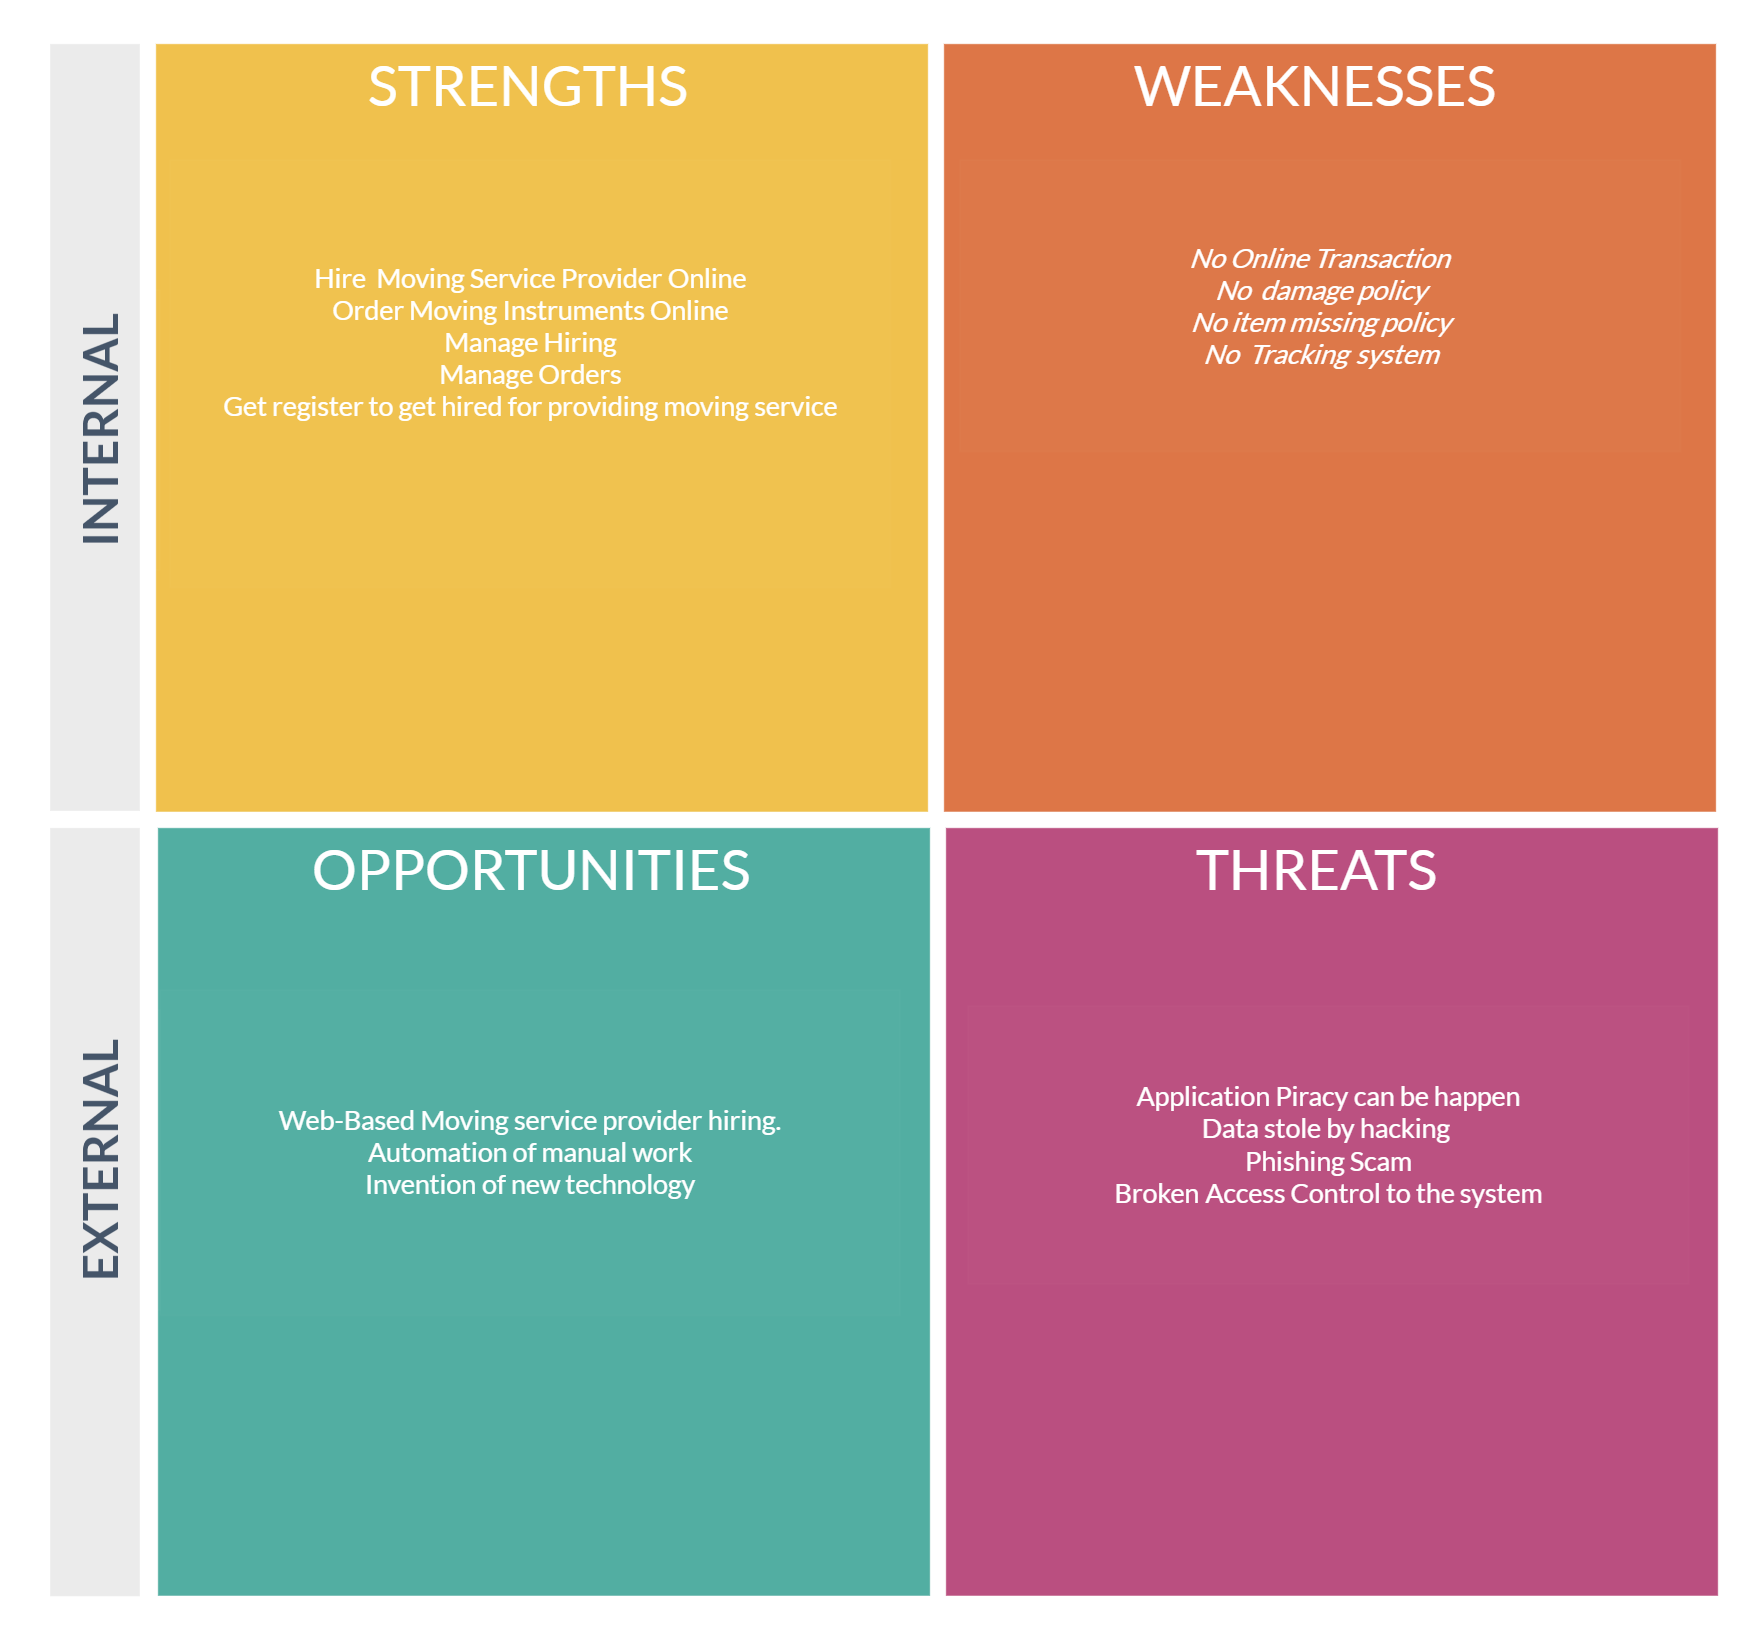 INTERNAL
STRENGTHS
Hire  Moving Service Provider Online
Order Moving Instruments Online
Manage Hiring
Manage Orders
Get register to get hired for providing moving service
WEAKNESSES
No Online Transaction
No  damage policy
No item missing policy
No  Tracking system
EXTERNAL
OPPORTUNITIES
Web-Based Moving service provider hiring.
Automation of manual work
Invention of new technology
THREATS
Application Piracy can be happen
Data stole by hacking
Phishing Scam
Broken Access Control to the system